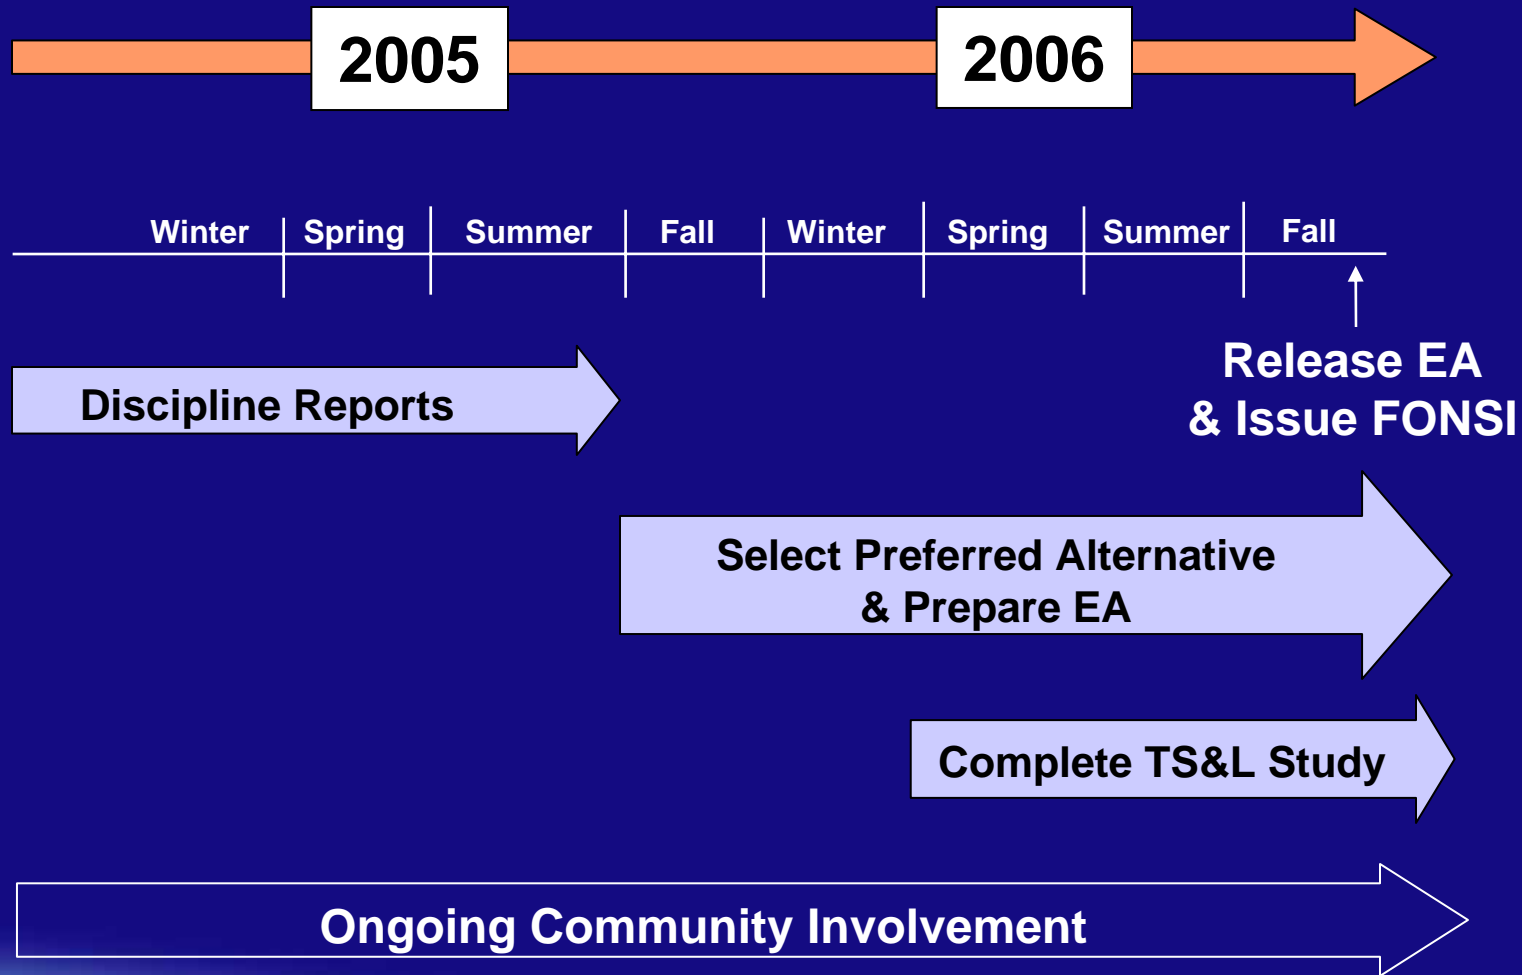 2005 2006
Winter Spring Summer Fall Winter Spring Summer Fall
Release EA
& Issue FONSI
Discipline Reports
Select Preferred Alternative
& Prepare EA
Complete TS&L Study
Ongoing Community Involvement